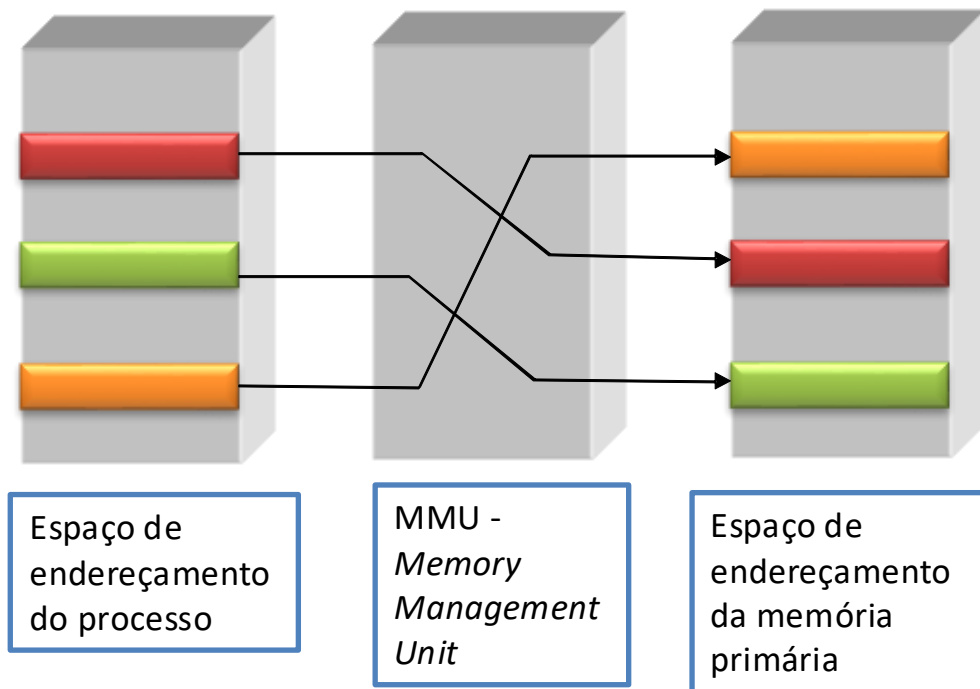 Espaço de
endereçamento
do processo
MMU -
Memory
Management
Unit
Espaço de
endereçamento
da memória
primária